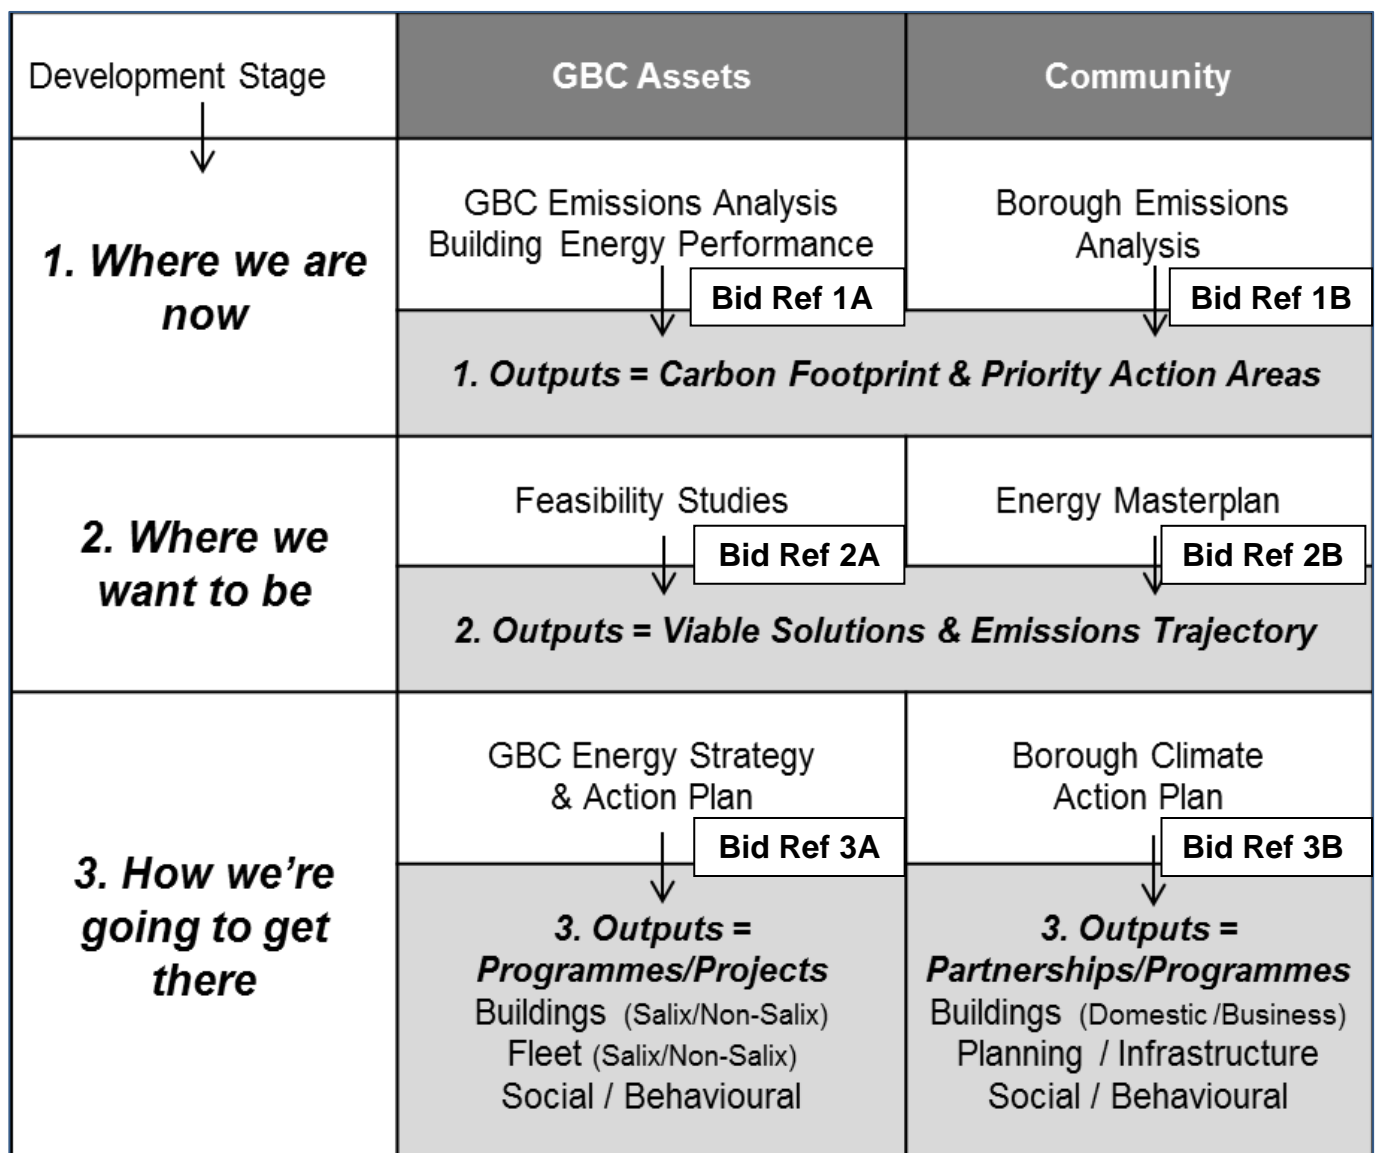 Development Stage
GBC Assets
Community
1. Where we are
now
GBC Emissions Analysis
Building Energy Performance
Bid Ref 1A
Borough Emissions
Analysis
Bid Ref 1B
1. Outputs = Carbon Footprint & Priority Action Areas
2. Where we
want to be
Feasibility Studies
Bid Ref 2A
Energy Masterplan
Bid Ref 2B
2. Outputs = Viable Solutions & Emissions Trajectory
3. How we’re
going to get
there
GBC Energy Strategy
& Action Plan
Bid Ref 3A
Borough Climate
Action Plan
Bid Ref 3B
3. Outputs =
Programmes/Projects
Buildings (Salix/Non-Salix)
Fleet (Salix/Non-Salix)
Social / Behavioural
3. Outputs =
Partnerships/Programmes
Buildings (Domestic /Business)
Planning / Infrastructure
Social / Behavioural